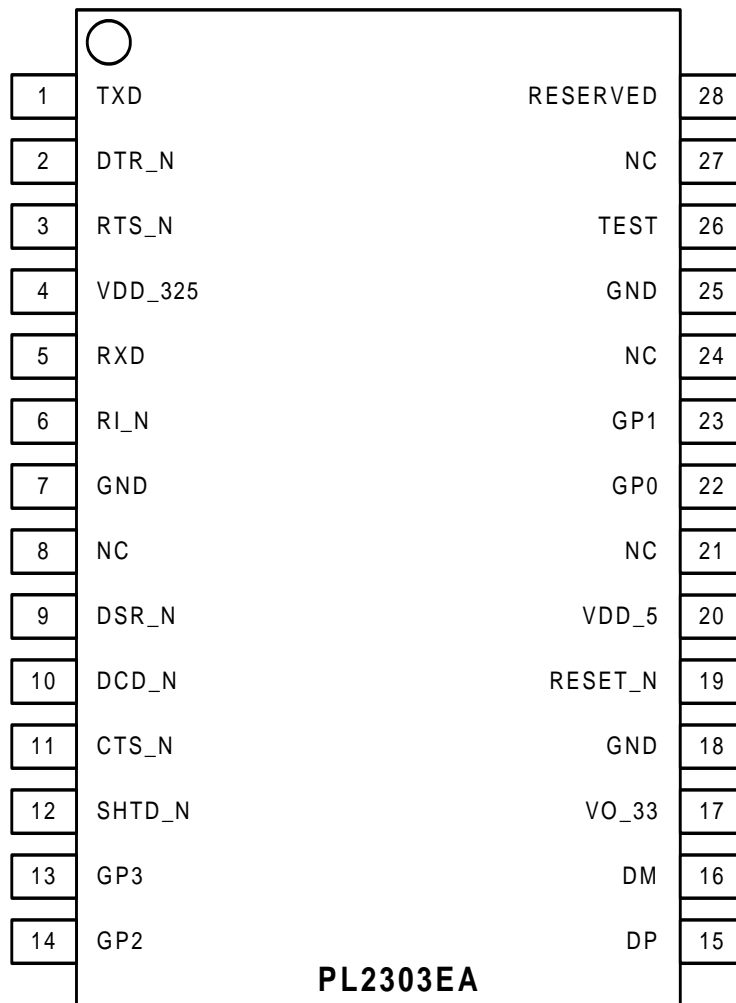 1 TXD RESERVED 28
2 DTR_N NC 27
3 RTS_N TEST 26
4 VDD_325 GND 25
5 RXD NC 24
6 RI_N GP1 23
7 GND GP0 22
8 NC NC 21
9 DSR_N VDD_5 20
10 DCD_N RESET_N 19
11 CTS_N GND 18
12 SHTD_N VO_33 17
13 GP3 DM 16
14 GP2 DP 15
PL2303EA